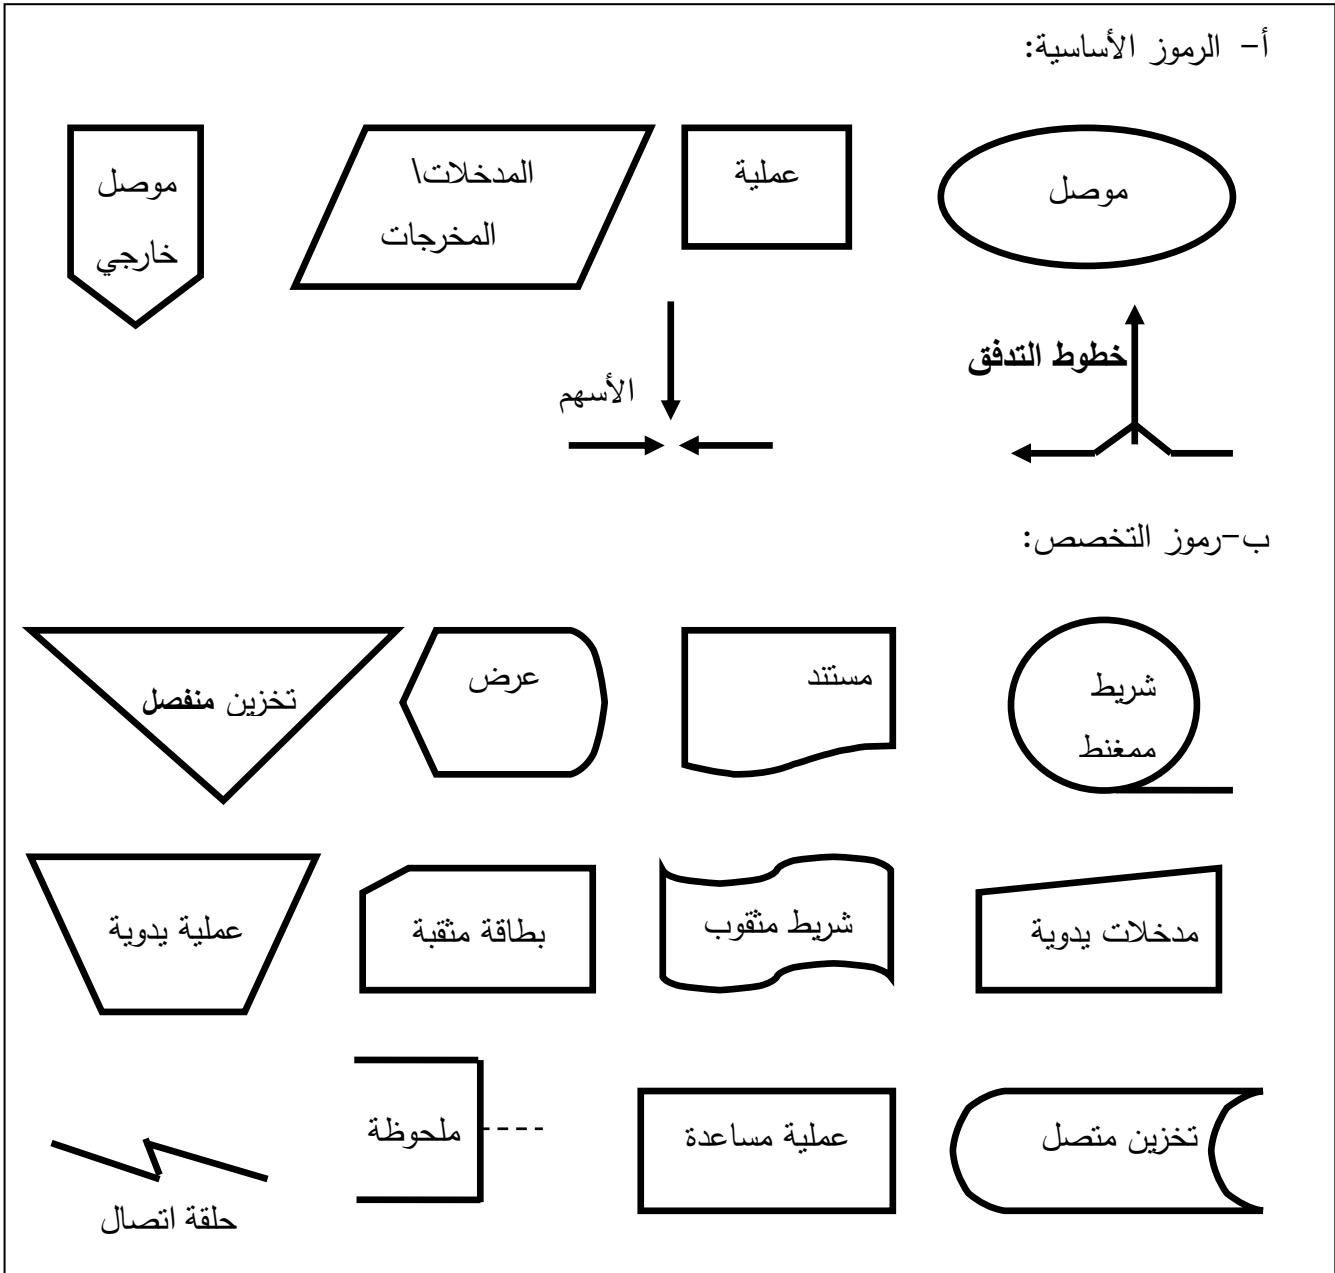 أ- الرموز الأساسية:
موصل
عملية
المدخلات\
المخرجات
موصل
خارجي
خطوط التدفق
الأسهم
ب-رموز التخصص:
شريط
ممغنط
مستند
عرض
تخزين منفصل
مدخلات يدوية
شريط مثقوب
بطاقة مثقبة
عملية يدوية
تخزين متصل
عملية مساعدة
ملحوظة
حلقة اتصال